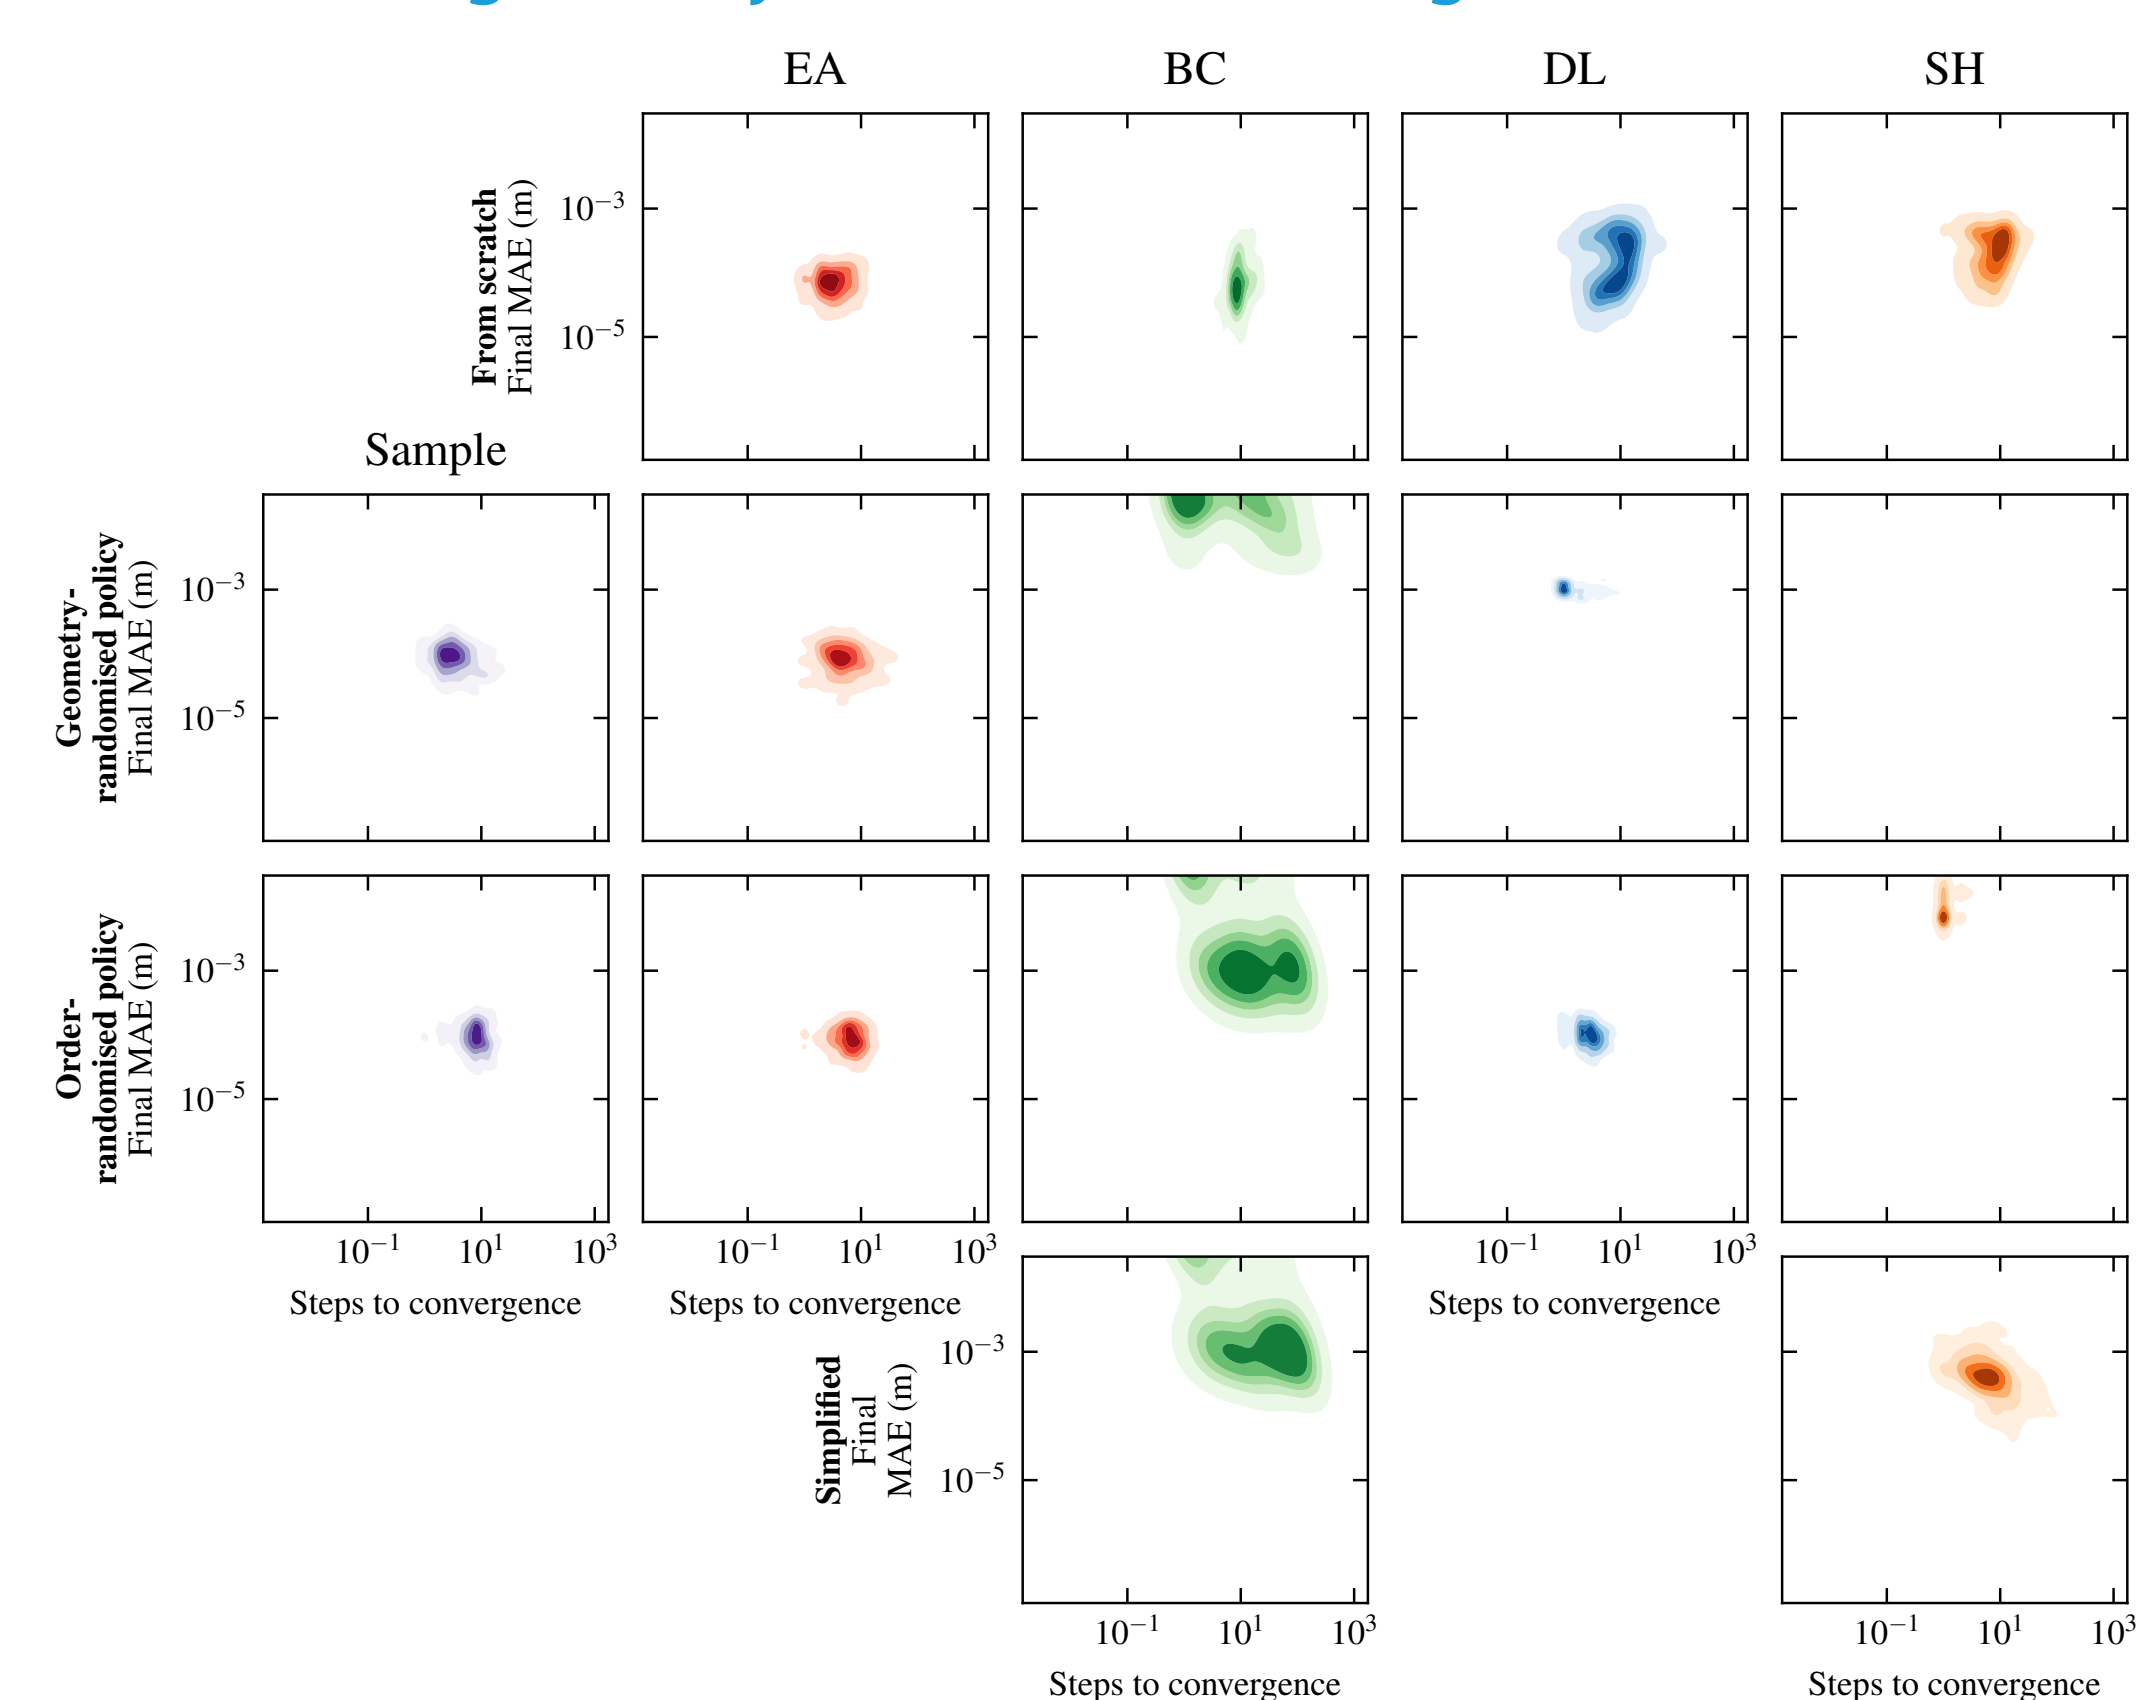 EA BC DL SH
From scratch
Final MAE (m)
10⁻³
10⁻⁵
Sample
Geometry-
randomised policy
Final MAE (m)
10⁻³
10⁻⁵
Order-
randomised policy
Final MAE (m)
10⁻³
10⁻⁵
10⁻¹ 10¹ 10³ 10⁻¹ 10¹ 10³ 10⁻¹ 10¹ 10³
Steps to convergence Steps to convergence Steps to convergence
Simplified
Final
MAE (m)
10⁻³
10⁻⁵
10⁻¹ 10¹ 10³ 10⁻¹ 10¹ 10³
Steps to convergence Steps to convergence